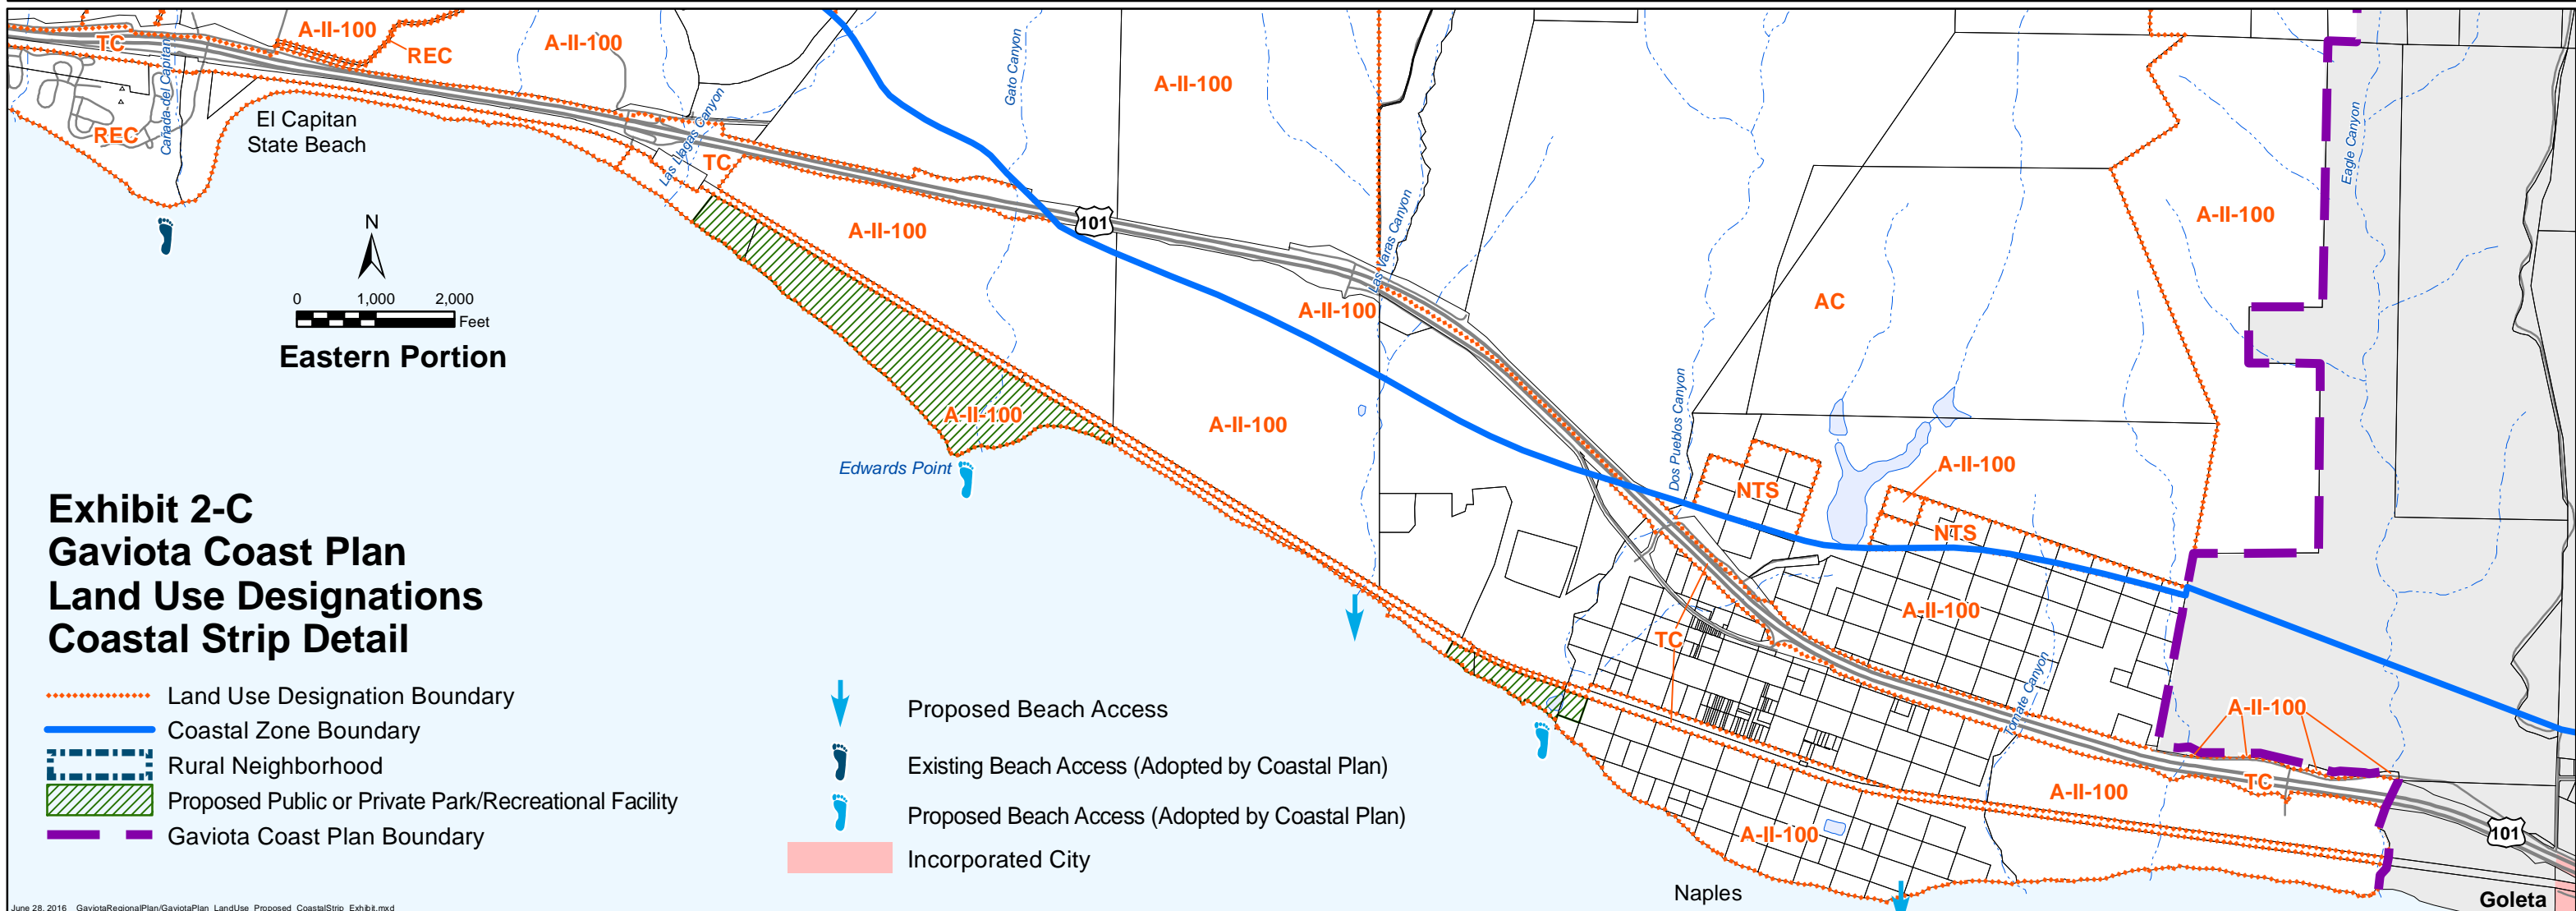 A-II-100
TC
REC
A-II-100
A-II-100
Cañada del Capitan
REC
El Capitan
State Beach
Las Llagas Canyon
TC
Gato Canyon
A-II-100
101
Las Varas Canyon
A-II-100
Eagle Canyon
A-II-100
AC
N
0 1,000 2,000
Feet
Eastern Portion
A-II-100
A-II-100
Edwards Point
Dos Pueblos Canyon
NTS
A-II-100
NTS
A-II-100
TC
Tomate Canyon
A-II-100
TC
A-II-100
A-II-100
101
Naples
Goleta
Exhibit 2-C
Gaviota Coast Plan
Land Use Designations
Coastal Strip Detail
Land Use Designation Boundary
Coastal Zone Boundary
Rural Neighborhood
Proposed Public or Private Park/Recreational Facility
Gaviota Coast Plan Boundary
Proposed Beach Access
Existing Beach Access (Adopted by Coastal Plan)
Proposed Beach Access (Adopted by Coastal Plan)
Incorporated City
June 28, 2016 GaviotaRegionalPlan/GaviotaPlan_LandUse_Proposed_CoastalStrip_Exhibit.mxd